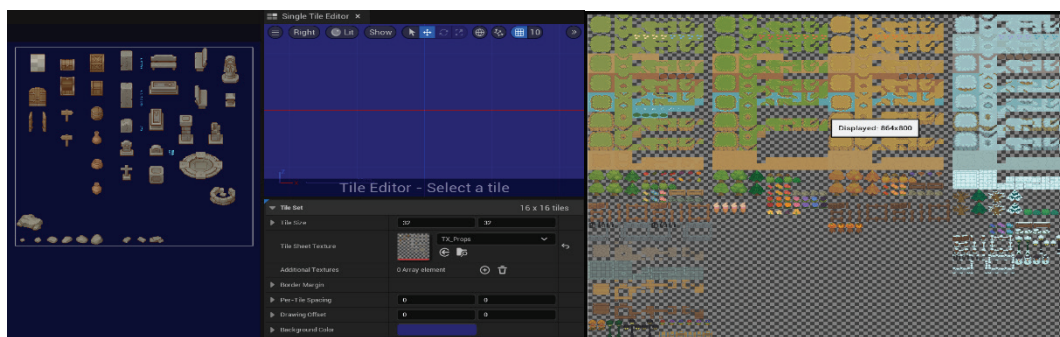 Single Tile Editor ×
Right Lit Show 10 >
Tile Editor - Select a tile
Tile Set 16 x 16 tiles
Tile Size 32 32
Tile Sheet Texture TX_Props
Additional Textures 0 Array element
Border Margin
Per-Tile Spacing 0 0
Drawing Offset 0 0
Background Color
Displayed: 864x800